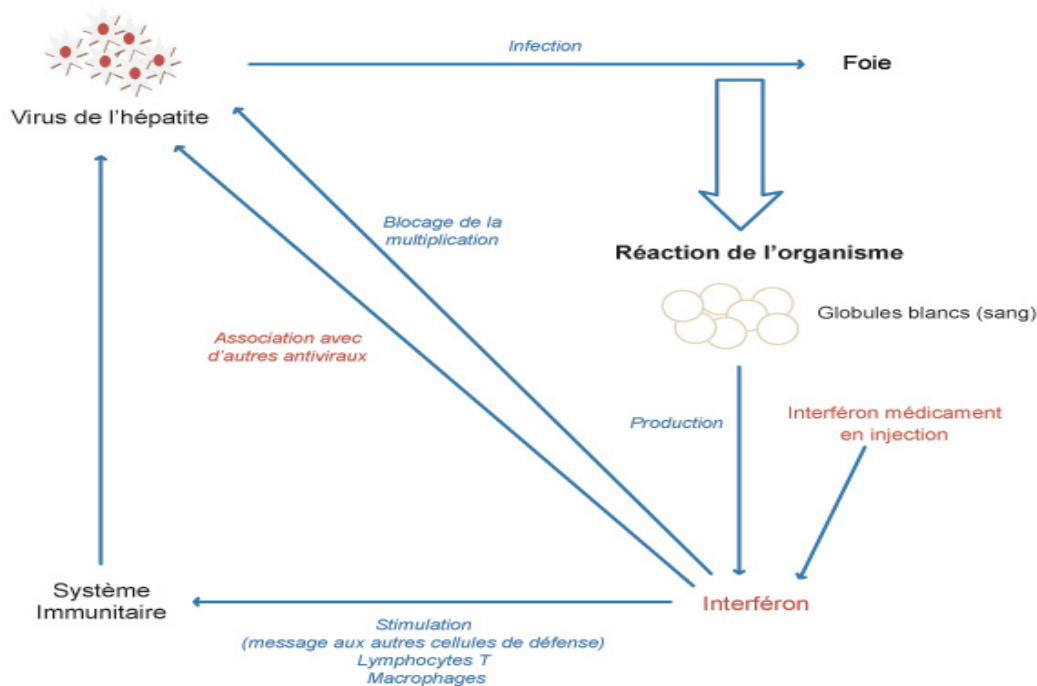 Infection
Foie
Virus de l'hépatite
Blocage de la
multiplication
Réaction de l'organisme
Globules blancs (sang)
Association avec
d'autres antiviraux
Production
Interféron médicament
en injection
Système
Immunitaire
Interféron
Stimulation
(message aux autres cellules de défense)
Lymphocytes T
Macrophages